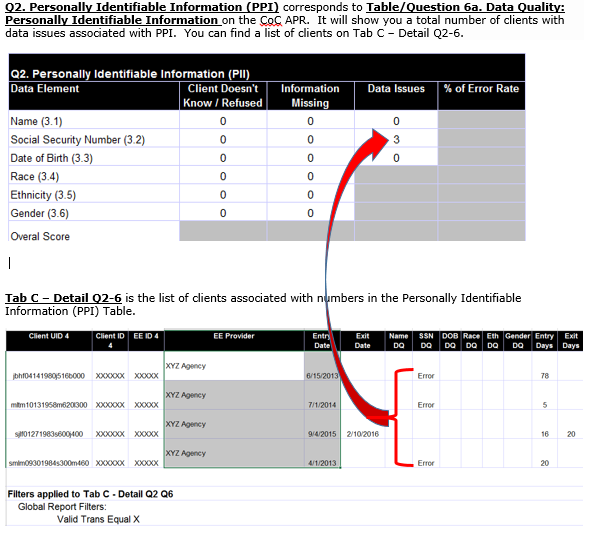 Q2. Personally Identifiable Information (PPI) corresponds to Table/Question 6a. Data Quality:
Personally Identifiable Information on the CoC APR. It will show you a total number of clients with
data issues associated with PPI. You can find a list of clients on Tab C – Detail Q2-6.
Q2. Personally Identifiable Information (PII)
Data Element Client Doesn't Know / Refused Information Missing Data Issues % of Error Rate
Name (3.1) 0 0 0
Social Security Number (3.2) 0 0 3
Date of Birth (3.3) 0 0 0
Race (3.4) 0 0
Ethnicity (3.5) 0 0
Gender (3.6) 0 0
Overal Score
Tab C – Detail Q2-6 is the list of clients associated with numbers in the Personally Identifiable
Information (PPI) Table.
Client UID 4 Client ID 4 EE ID 4 EE Provider Entry Date Exit Date Name DQ SSN DQ DOB DQ Race DQ Eth DQ Gender DQ Entry Days Exit Days
XYZ Agency
jbhf04141980j516b000 XXXXXX XXXXX 6/15/2013 Error 78
XYZ Agency
mltm10131958m620l300 XXXXXX XXXXX 7/1/2014 Error 5
XYZ Agency
sjlf01271983s600j400 XXXXXX XXXXX 9/4/2015 2/10/2016 16 20
XYZ Agency
smlm09301984s300m460 XXXXXX XXXXX 4/1/2013 Error 20
Filters applied to Tab C - Detail Q2 Q6
Global Report Filters:
Valid Trans Equal X